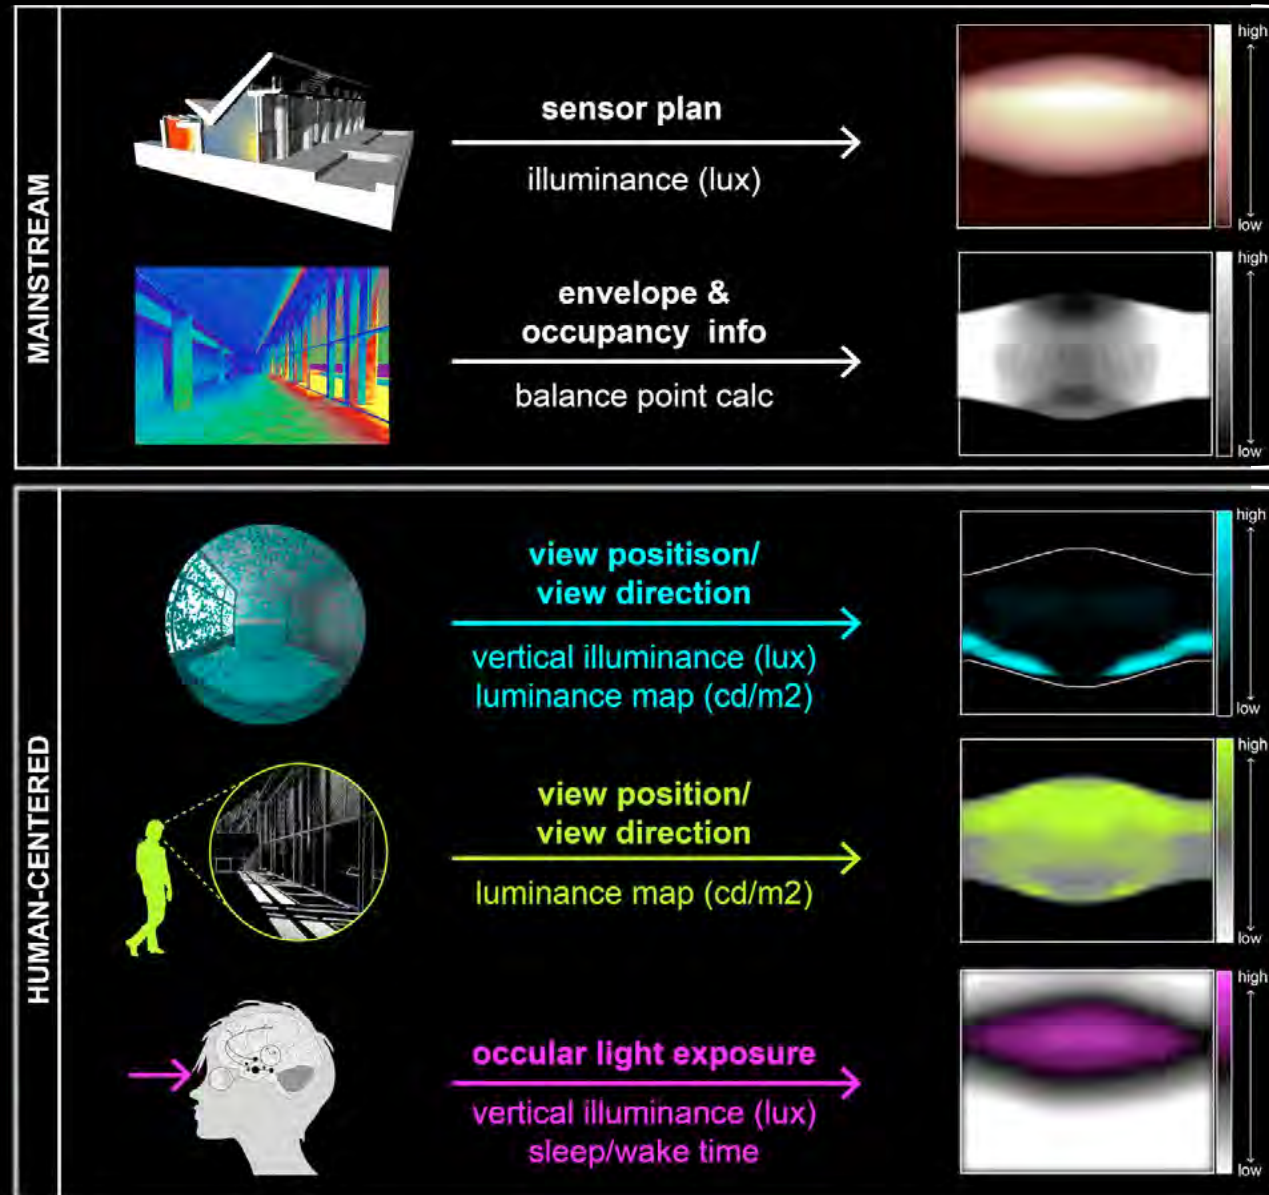 MAINSTREAM
sensor plan
illuminance (lux)
high
low
envelope &
occupancy info
balance point calc
high
low
HUMAN-CENTERED
view positison/
view direction
vertical illuminance (lux)
luminance map (cd/m2)
high
low
view position/
view direction
luminance map (cd/m2)
high
low
occular light exposure
vertical illuminance (lux)
sleep/wake time
high
low